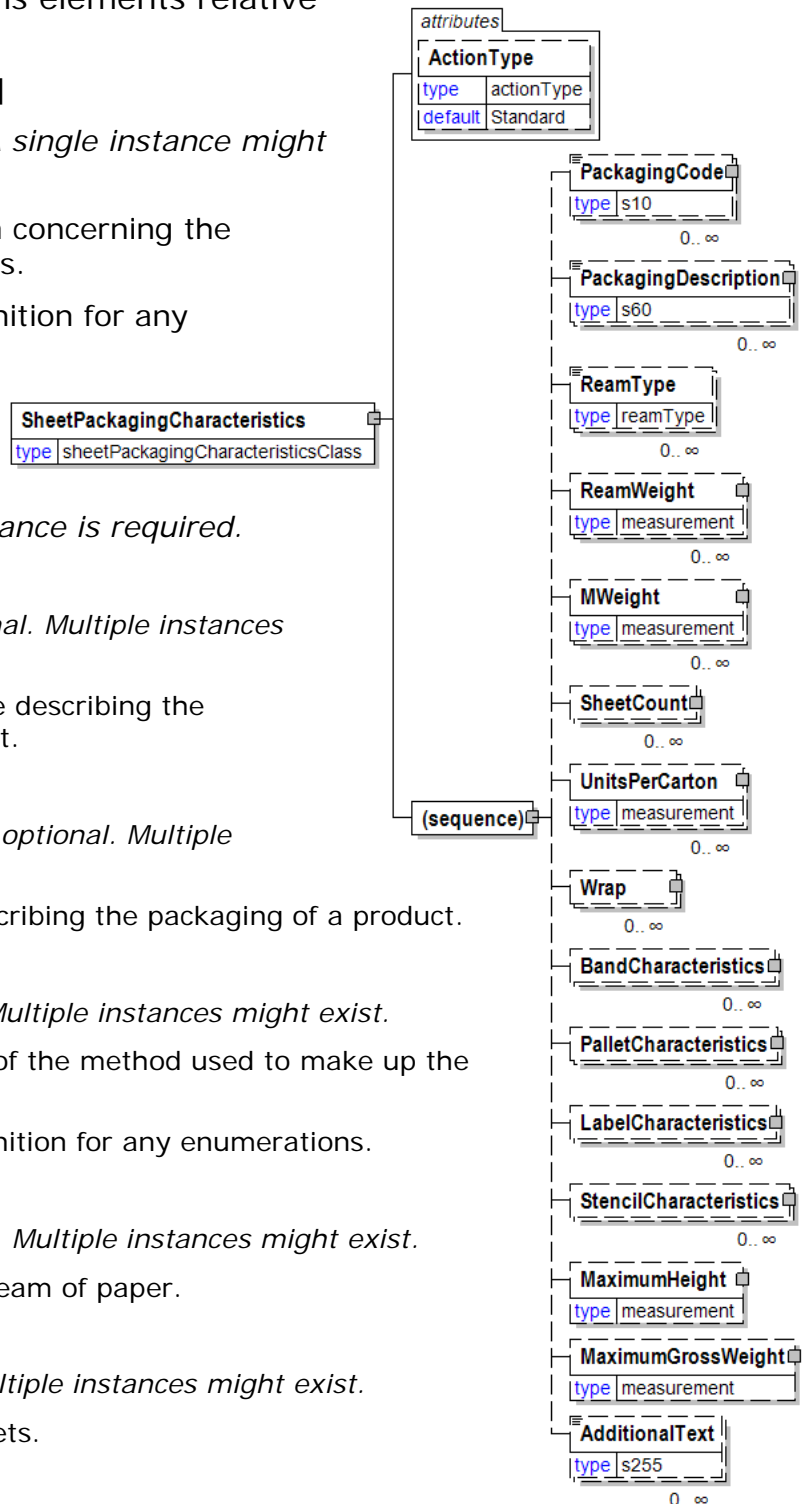 ns elements relative
single instance might
concerning the
s.
nition for any
ance is required.
al. Multiple instances
e describing the
t.
optional. Multiple
cribing the packaging of a product.
Multiple instances might exist.
of the method used to make up the
nition for any enumerations.
. Multiple instances might exist.
eam of paper.
ltiple instances might exist.
ets.
SheetPackagingCharacteristics
type sheetPackagingCharacteristicsClass
attributes
ActionType
type actionType
default Standard
(sequence)
PackagingCode
type s10
0.. ∞
PackagingDescription
type s60
0.. ∞
ReamType
type reamType
0.. ∞
ReamWeight
type measurement
0.. ∞
MWeight
type measurement
0.. ∞
SheetCount
0.. ∞
UnitsPerCarton
type measurement
0.. ∞
Wrap
0.. ∞
BandCharacteristics
0.. ∞
PalletCharacteristics
0.. ∞
LabelCharacteristics
0.. ∞
StencilCharacteristics
0.. ∞
MaximumHeight
type measurement
MaximumGrossWeight
type measurement
AdditionalText
type s255
0.. ∞